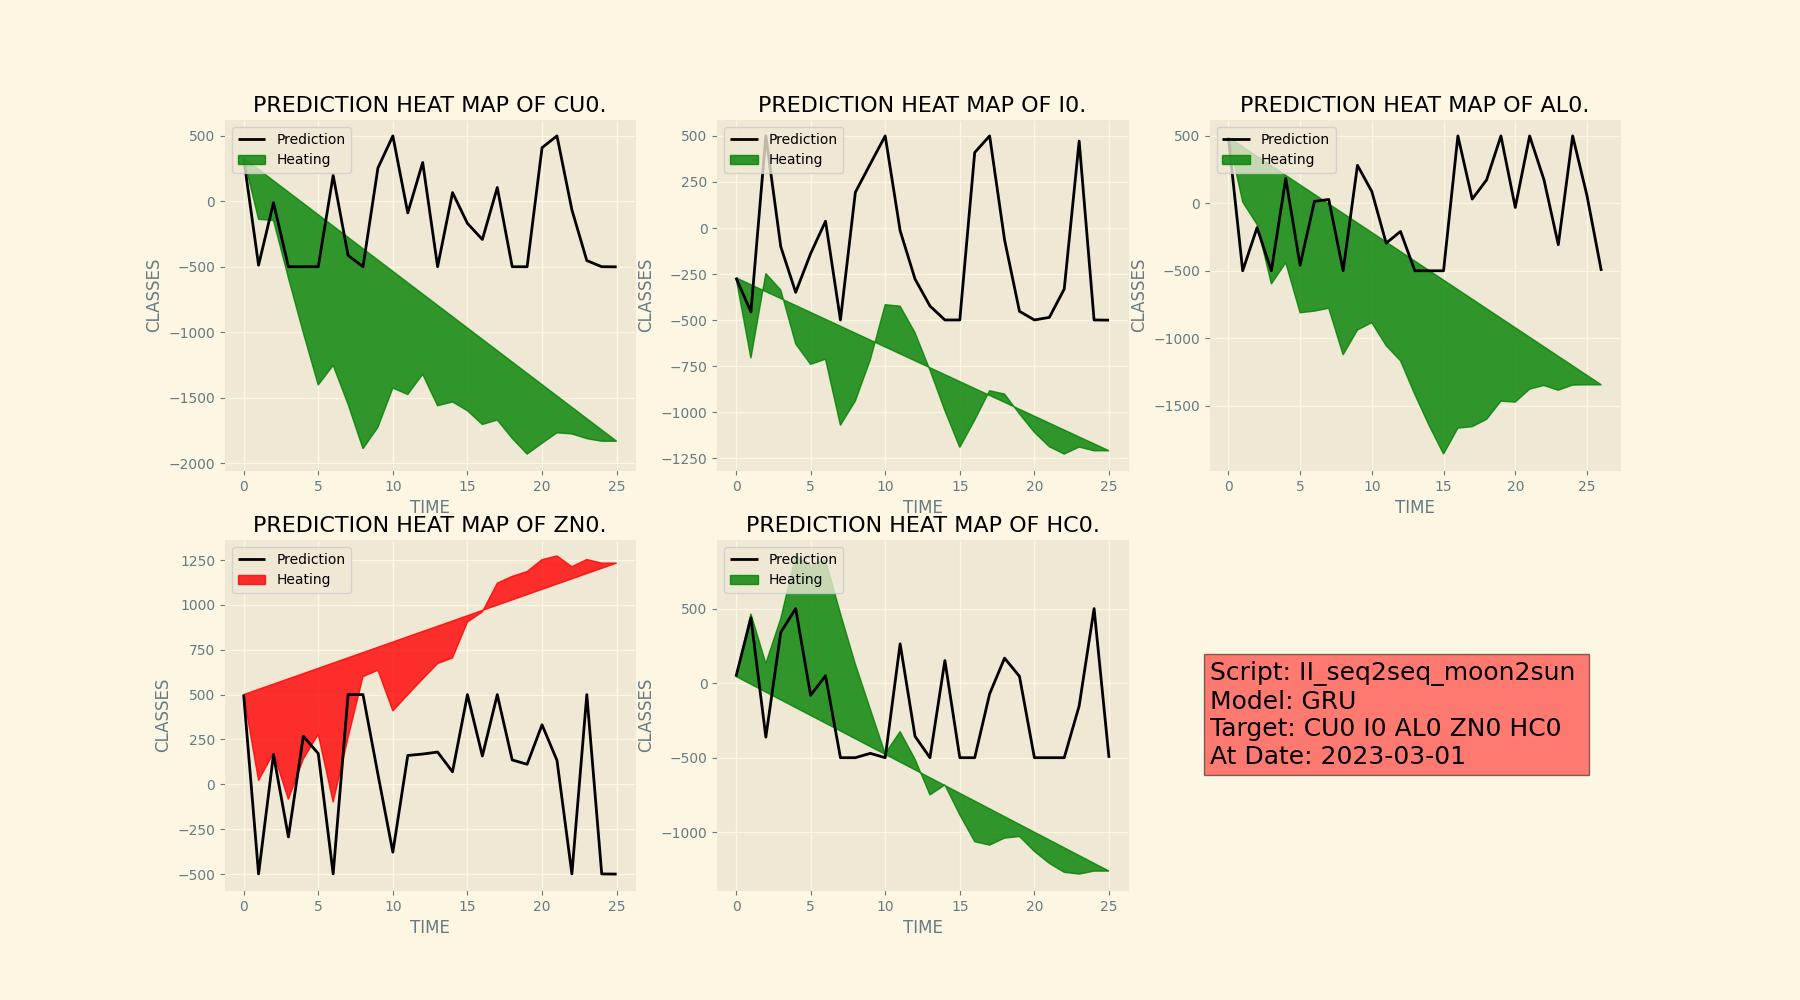 PREDICTION HEAT MAP OF CU0.
Prediction
Heating
500
0
−500
−1000
−1500
−2000
CLASSES
0 5 10 15 20 25
TIME
PREDICTION HEAT MAP OF I0.
Prediction
Heating
500
250
0
−250
−500
−750
−1000
−1250
CLASSES
0 5 10 15 20 25
TIME
PREDICTION HEAT MAP OF AL0.
Prediction
Heating
500
0
−500
−1000
−1500
CLASSES
0 5 10 15 20 25
TIME
PREDICTION HEAT MAP OF ZN0.
Prediction
Heating
1250
1000
750
500
250
0
−250
−500
CLASSES
0 5 10 15 20 25
TIME
PREDICTION HEAT MAP OF HC0.
Prediction
Heating
500
0
−500
−1000
CLASSES
0 5 10 15 20 25
TIME
Script: II_seq2seq_moon2sun
Model: GRU
Target: CU0 I0 AL0 ZN0 HC0
At Date: 2023-03-01